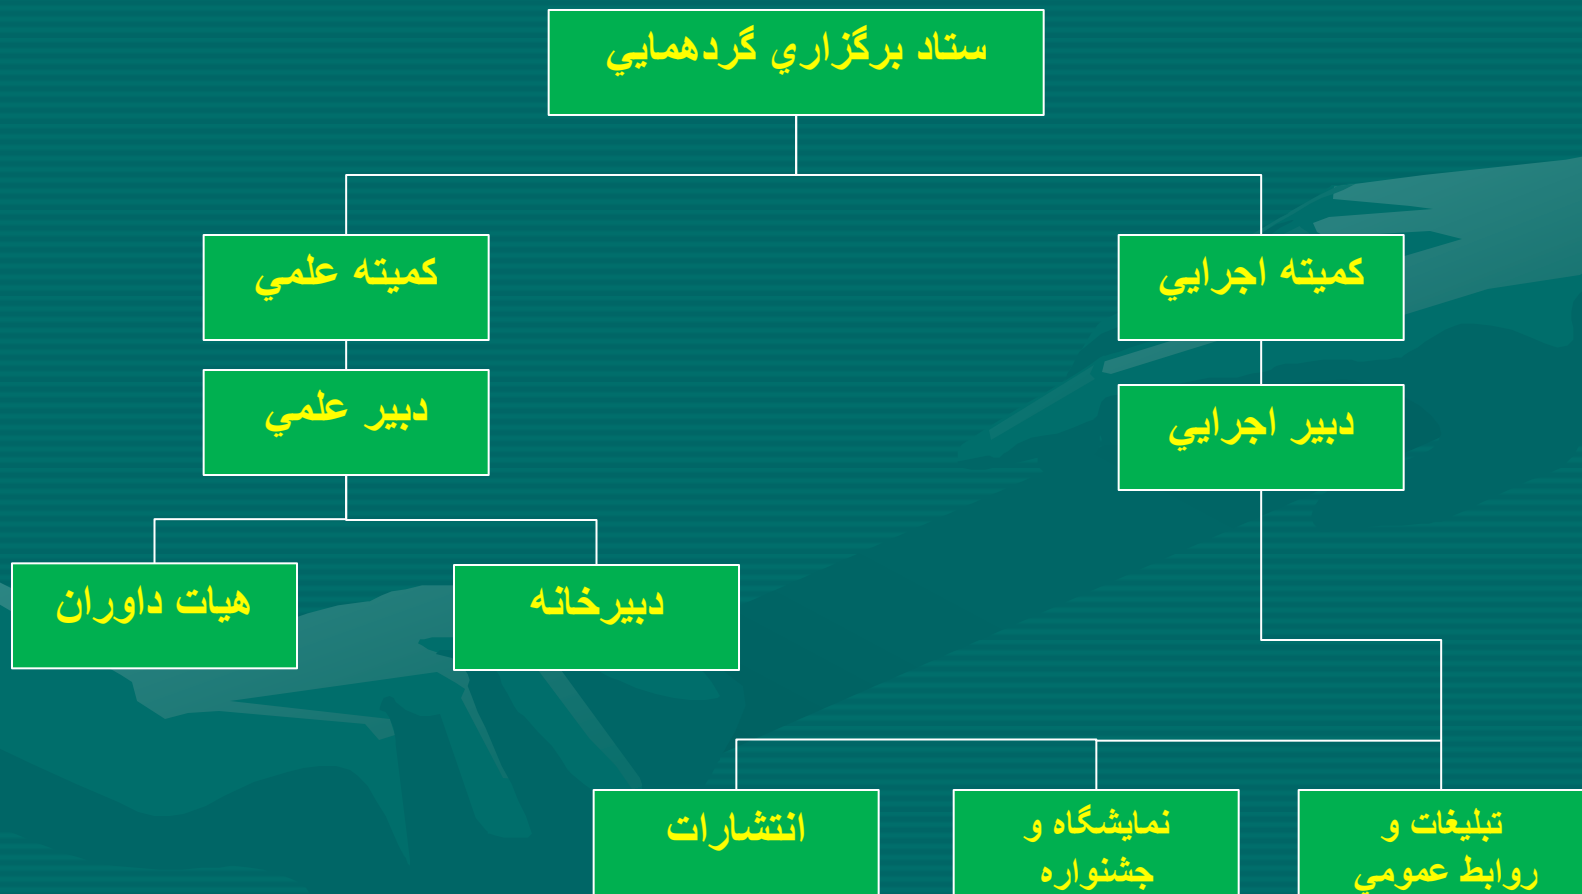 ستاد برگزاري گردهمايي
كميته اجرايي
كميته علمي
دبير اجرايي
دبير علمي
دبيرخانه
هيات داوران
تبليغات و
روابط عمومي
نمايشگاه و
جشنواره
انتشارات